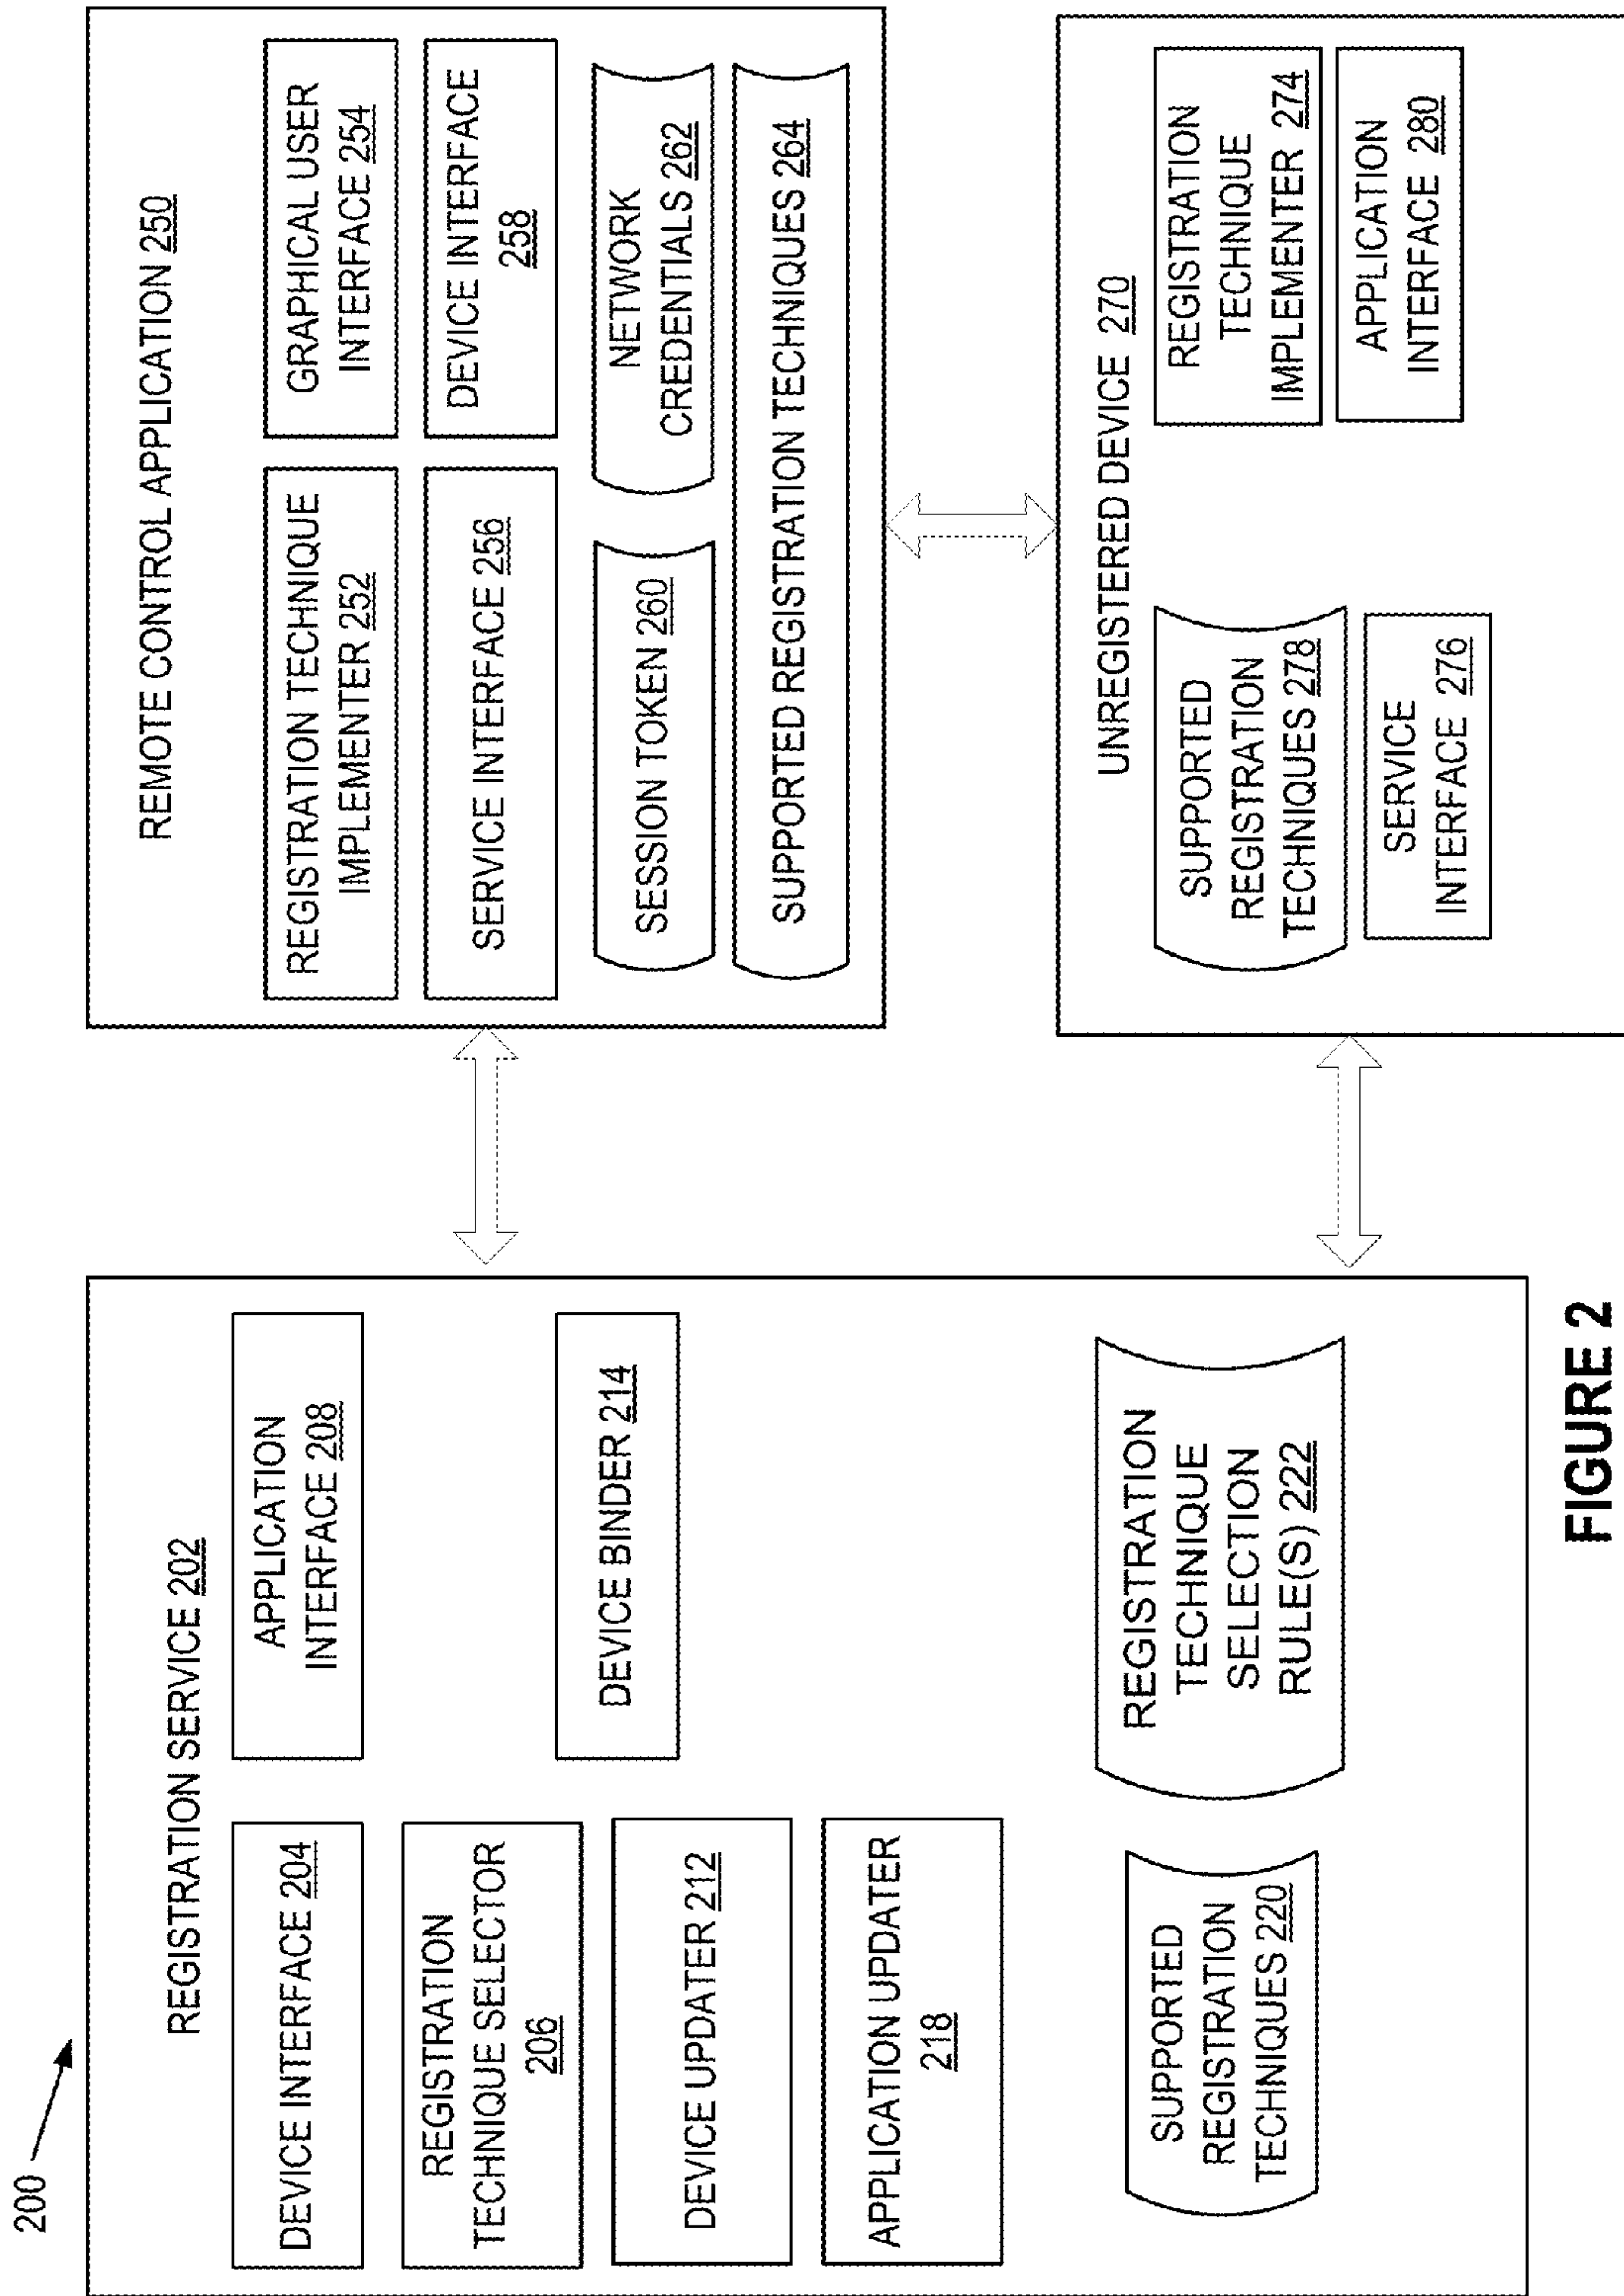 200
REGISTRATION SERVICE 202
DEVICE INTERFACE 204
APPLICATION
INTERFACE 208
REGISTRATION
TECHNIQUE SELECTOR
206
DEVICE BINDER 214
DEVICE UPDATER 212
APPLICATION UPDATER
218
SUPPORTED
REGISTRATION
TECHNIQUES 220
REGISTRATION
TECHNIQUE
SELECTION
RULE(S) 222
REMOTE CONTROL APPLICATION 250
REGISTRATION TECHNIQUE
IMPLEMENTER 252
GRAPHICAL USER
INTERFACE 254
SERVICE INTERFACE 256
DEVICE INTERFACE
258
SESSION TOKEN 260
NETWORK
CREDENTIALS 262
SUPPORTED REGISTRATION TECHNIQUES 264
UNREGISTERED DEVICE 270
SUPPORTED
REGISTRATION
TECHNIQUES 278
REGISTRATION
TECHNIQUE
IMPLEMENTER 274
SERVICE
INTERFACE 276
APPLICATION
INTERFACE 280
FIGURE 2